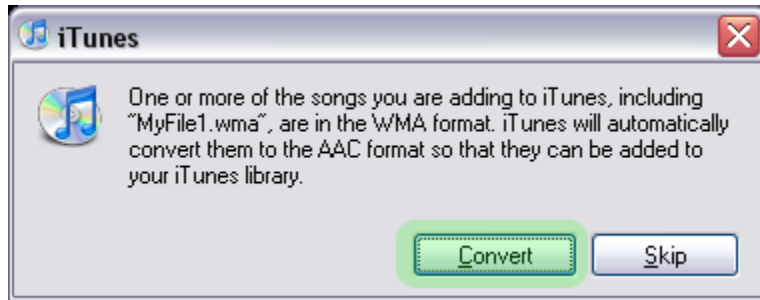 iTunes
One or more of the songs you are adding to iTunes, including
"MyFile1.wma", are in the WMA format. iTunes will automatically
convert them to the AAC format so that they can be added to
your iTunes library.
Convert Skip